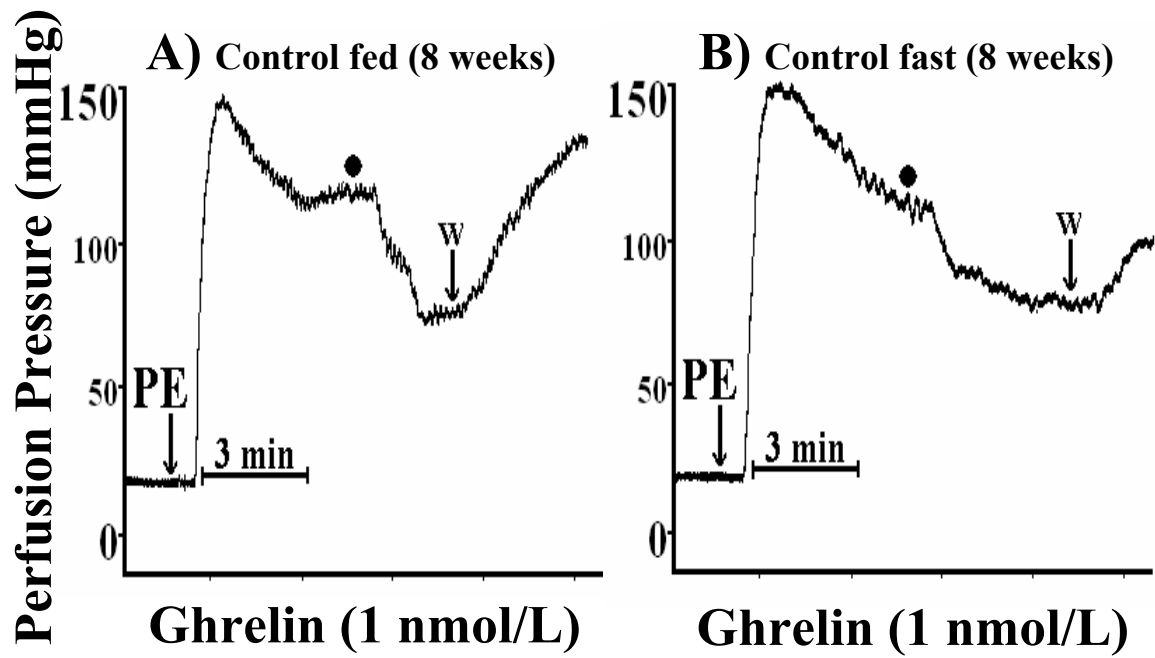 Perfusion Pressure (mmHg)
A) Control fed (8 weeks)
150
100
50
0
PE
3 min
W
Ghrelin (1 nmol/L)
B) Control fast (8 weeks)
150
100
50
0
PE
3 min
W
Ghrelin (1 nmol/L)